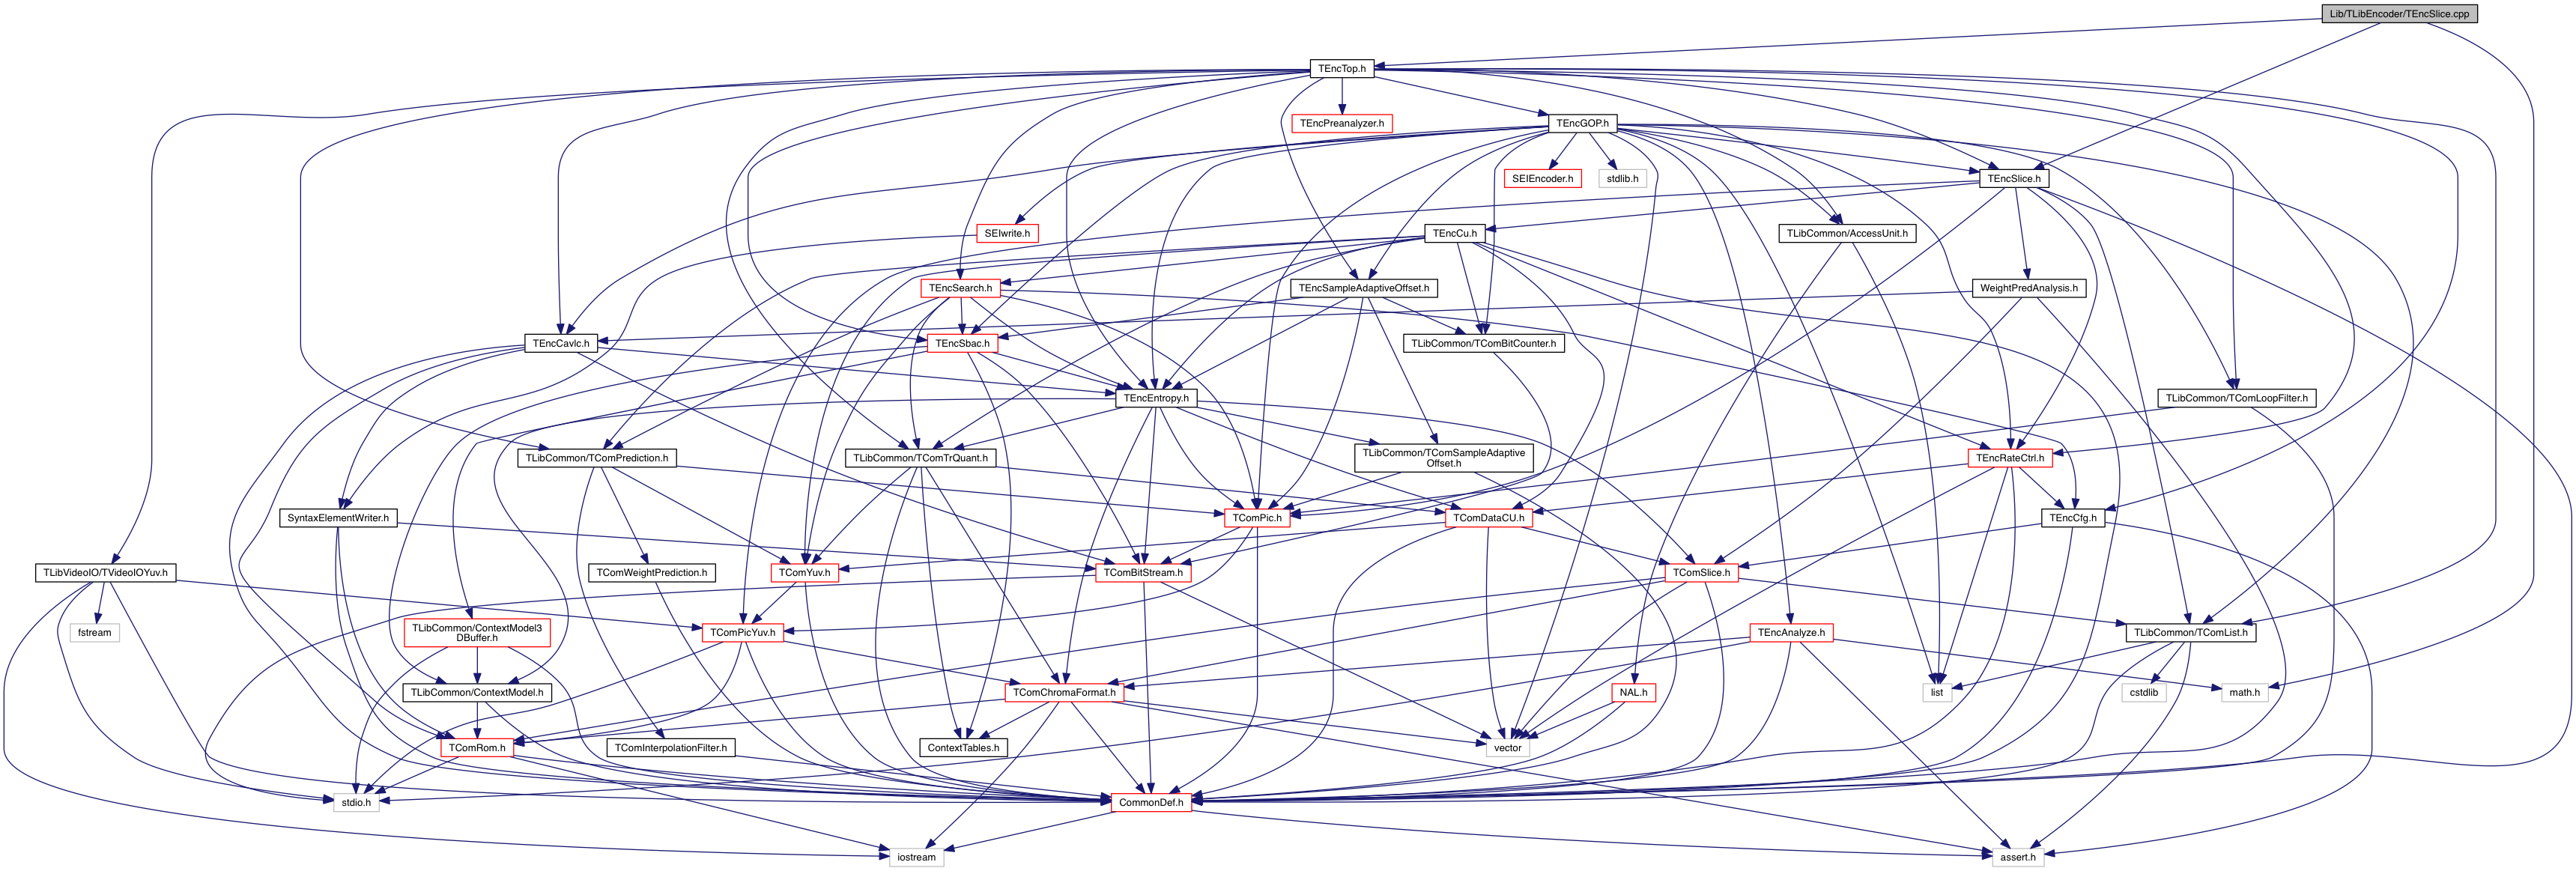 Lib/TLibEncoder/TEncSlice.cpp
TEncTop.h
TEncPreanalyzer.h
TEncGOP.h
SEIEncoder.h
stdlib.h
TEncSlice.h
SEIwrite.h
TEncCu.h
TLibCommon/AccessUnit.h
TEncSearch.h
TEncSampleAdaptiveOffset.h
WeightPredAnalysis.h
TEncCavlc.h
TEncSbac.h
TLibCommon/TComBitCounter.h
TEncEntropy.h
TLibCommon/TComLoopFilter.h
TLibCommon/TComPrediction.h
TLibCommon/TComTrQuant.h
TLibCommon/TComSampleAdaptive
Offset.h
TEncRateCtrl.h
SyntaxElementWriter.h
TComPic.h
TComDataCU.h
TEncCfg.h
TLibVideoIO/TVideoIOYuv.h
TComWeightPrediction.h
TComYuv.h
TComBitStream.h
TComSlice.h
fstream
TLibCommon/ContextModel3
DBuffer.h
TComPicYuv.h
TEncAnalyze.h
TLibCommon/TComList.h
TLibCommon/ContextModel.h
TComChromaFormat.h
NAL.h
list
cstdlib
math.h
TComRom.h
TComInterpolationFilter.h
ContextTables.h
vector
stdio.h
CommonDef.h
iostream
assert.h